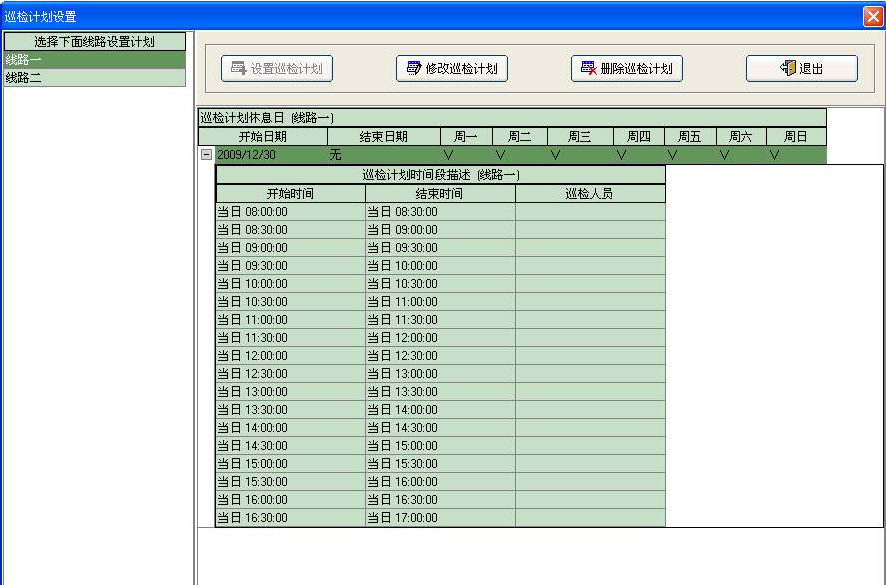 巡检计划设置
选择下面线路设置计划
线路一
线路二
设置巡检计划 修改巡检计划 删除巡检计划 退出
巡检计划休息日 (线路一)
开始日期 结束日期 周一 周二 周三 周四 周五 周六 周日
2009/12/30 无 √ √ √ √ √ √ √
巡检计划时间段描述 (线路一)
开始时间 结束时间 巡检人员
当日 08:00:00 当日 08:30:00
当日 08:30:00 当日 09:00:00
当日 09:00:00 当日 09:30:00
当日 09:30:00 当日 10:00:00
当日 10:00:00 当日 10:30:00
当日 10:30:00 当日 11:00:00
当日 11:00:00 当日 11:30:00
当日 11:30:00 当日 12:00:00
当日 12:00:00 当日 12:30:00
当日 12:30:00 当日 13:00:00
当日 13:00:00 当日 13:30:00
当日 13:30:00 当日 14:00:00
当日 14:00:00 当日 14:30:00
当日 14:30:00 当日 15:00:00
当日 15:00:00 当日 15:30:00
当日 15:30:00 当日 16:00:00
当日 16:00:00 当日 16:30:00
当日 16:30:00 当日 17:00:00